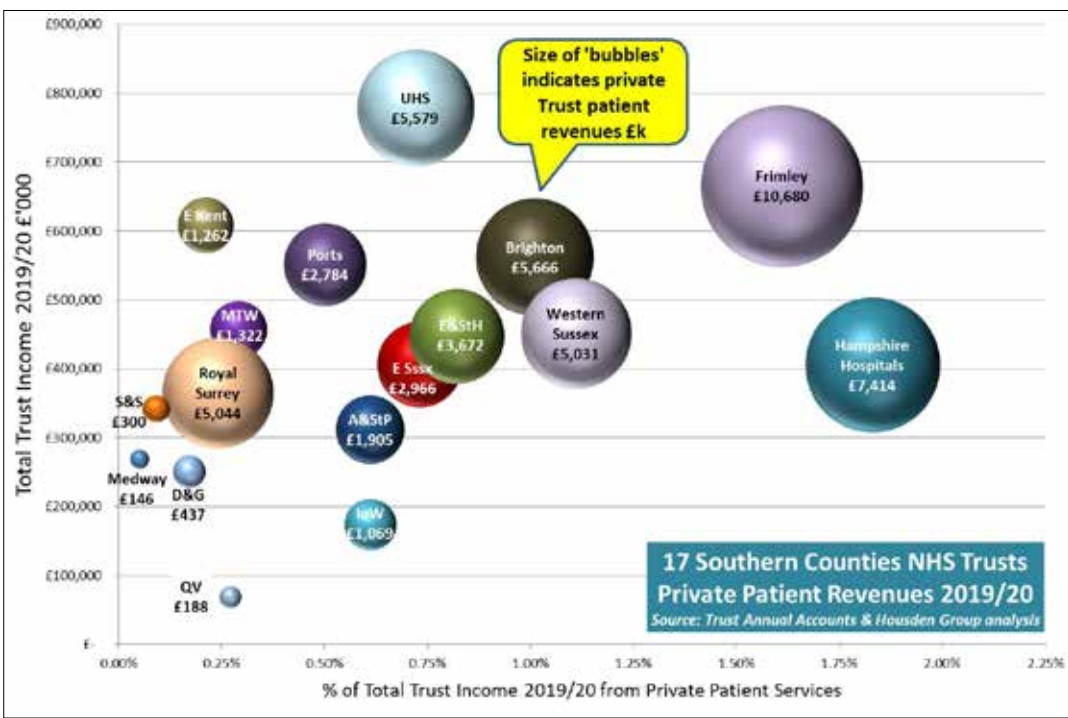 £900,000
£800,000
£700,000
£600,000
£500,000
£400,000
£300,000
£200,000
£100,000
£-
Total Trust Income 2019/20 £'000
Size of 'bubbles'
indicates private
Trust patient
revenues £k
UHS
£5,579
Frimley
£10,680
E Kent
£1,262
Ports
£2,784
Brighton
£5,666
MTW
£1,322
E&StH
£3,672
Western
Sussex
£5,031
Hampshire
Hospitals
£7,414
E Sssx
£2,966
Royal
Surrey
£5,044
S&S
£300
A&StP
£1,905
Medway
£146
D&G
£437
IoW
£1,069
QV
£188
17 Southern Counties NHS Trusts
Private Patient Revenues 2019/20
Source: Trust Annual Accounts & Housden Group analysis
0.00%
0.25%
0.50%
0.75%
1.00%
1.25%
1.50%
1.75%
2.00%
2.25%
% of Total Trust Income 2019/20 from Private Patient Services